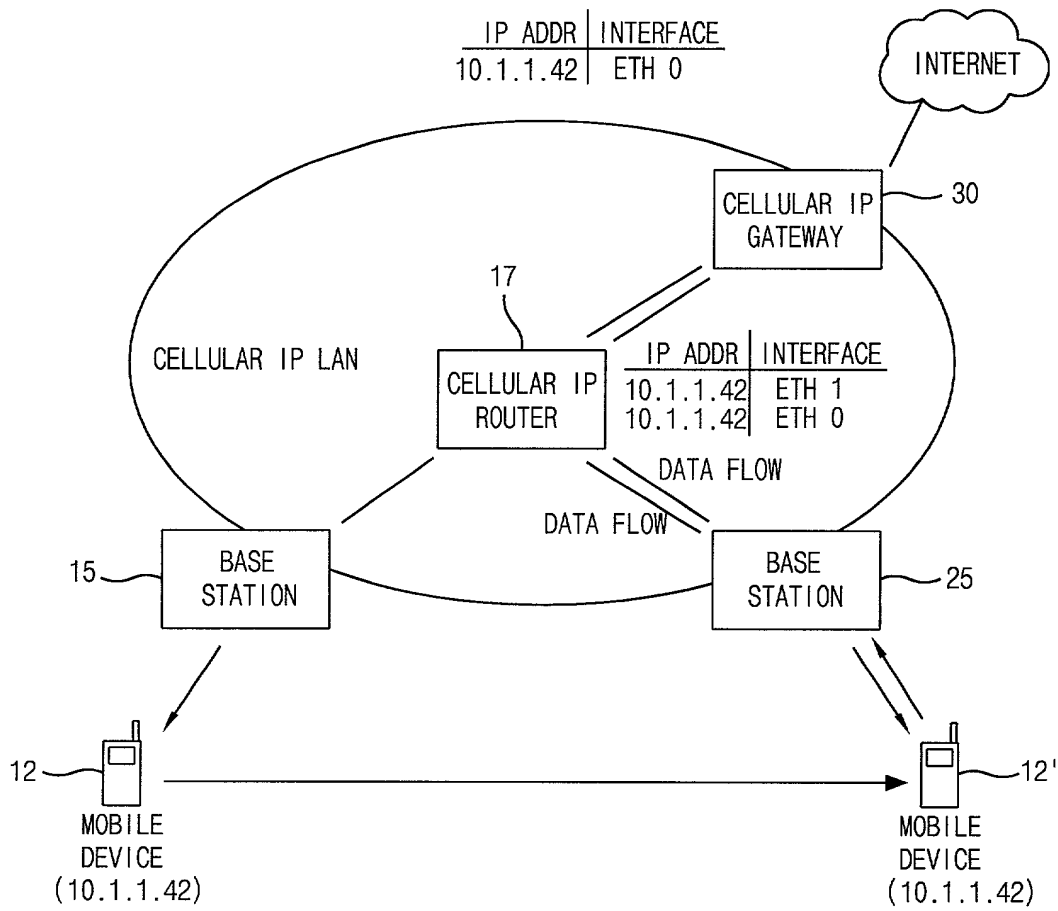 IP ADDR INTERFACE
10.1.1.42 ETH 0
INTERNET
CELLULAR IP
GATEWAY
30
17
CELLULAR IP LAN
CELLULAR IP
ROUTER
IP ADDR INTERFACE
10.1.1.42 ETH 1
10.1.1.42 ETH 0
DATA FLOW
DATA FLOW
15
BASE
STATION
BASE
STATION
25
12
MOBILE
DEVICE
(10.1.1.42)
12'
MOBILE
DEVICE
(10.1.1.42)